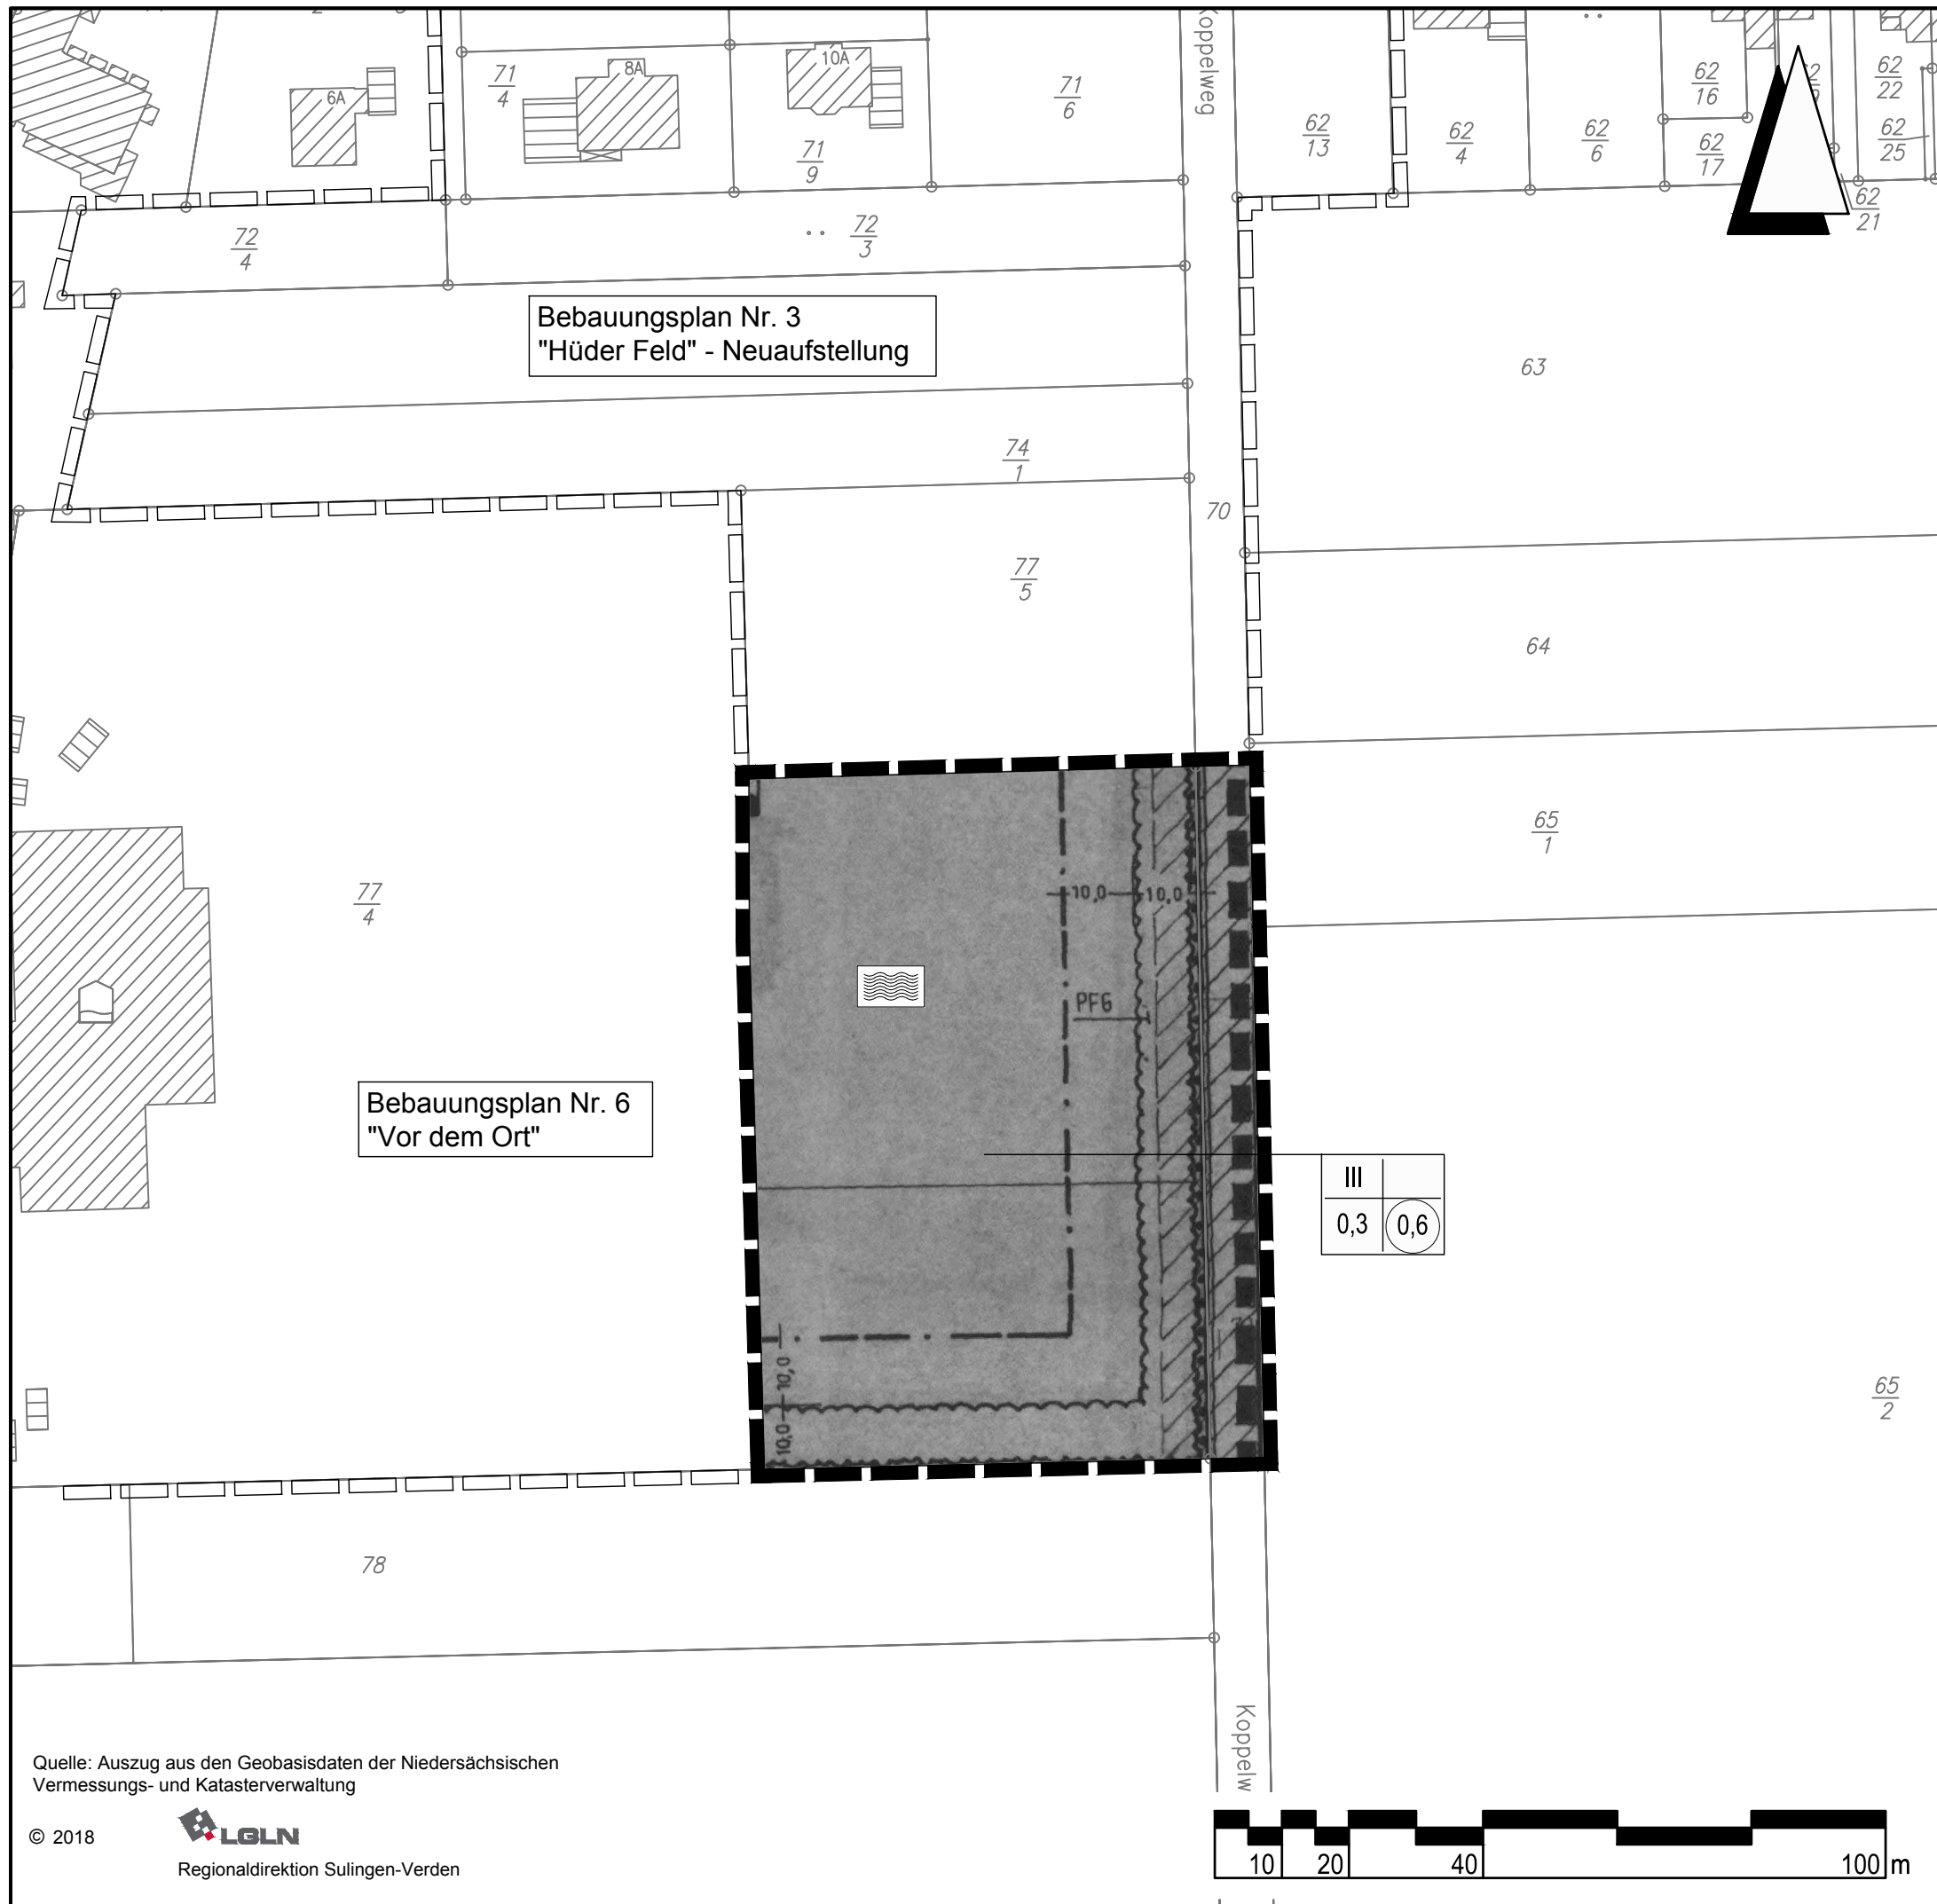 Koppelweg
6A
71
4
8A
10A
71
9
71
6
62
13
62
4
62
6
62
16
62
17
62
22
62
25
62
21
72
4
72
3
Bebauungsplan Nr. 3
"Hüder Feld" - Neuaufstellung
63
74
1
70
77
5
64
65
1
77
4
10,0 10,0
PFG
Bebauungsplan Nr. 6
"Vor dem Ort"
III
0,3 0,6
10,0
10,0
65
2
78
Koppelw
Quelle: Auszug aus den Geobasisdaten der Niedersächsischen
Vermessungs- und Katasterverwaltung
© 2018
LGLN
Regionaldirektion Sulingen-Verden
10 20 40 100 m